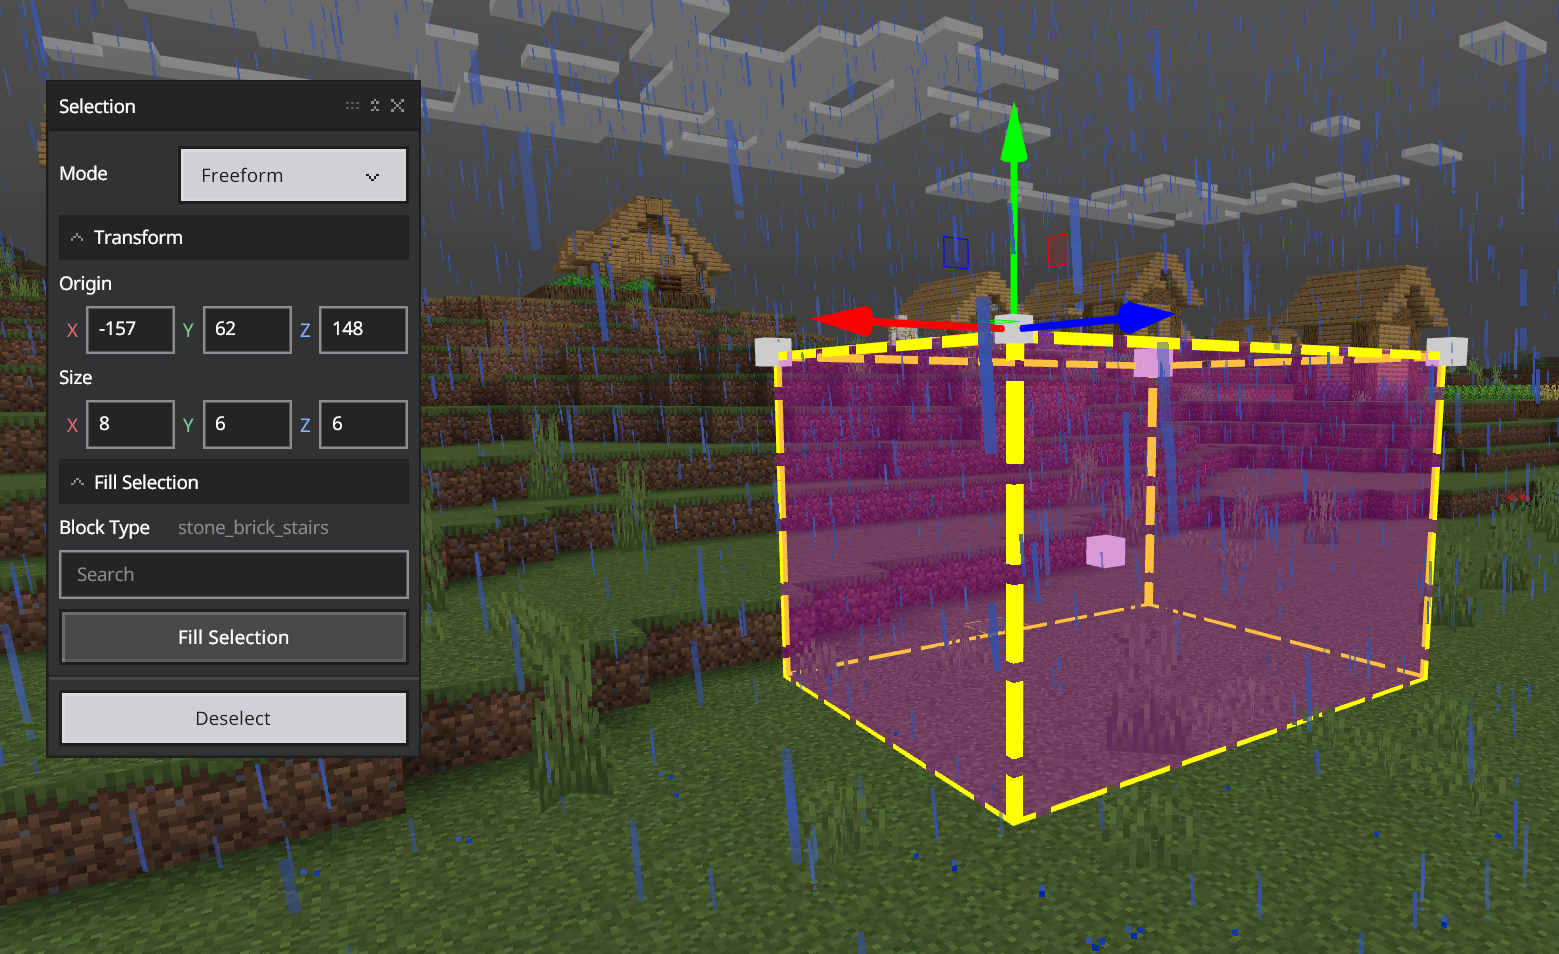 Selection
Mode Freeform
Transform
Origin
X -157 Y 62 Z 148
Size
X 8 Y 6 Z 6
Fill Selection
Block Type stone_brick_stairs
Search
Fill Selection
Deselect